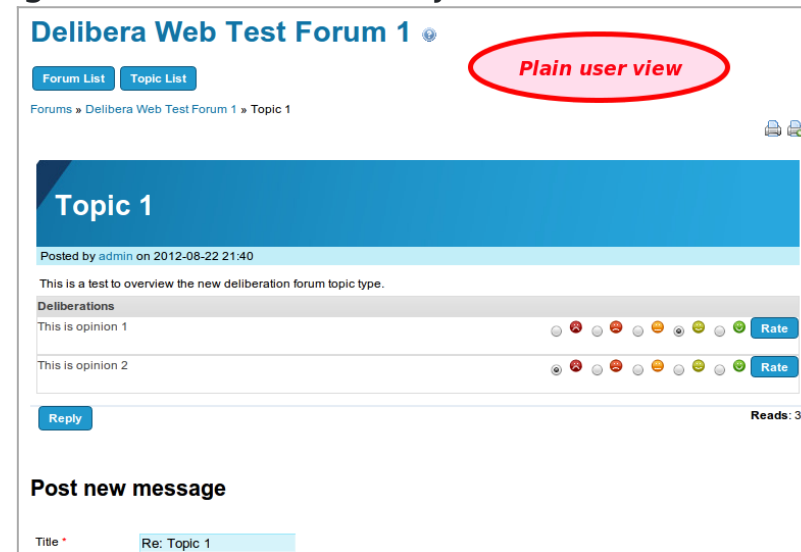 Delibera Web Test Forum 1
Plain user view
Forum List Topic List
Forums » Delibera Web Test Forum 1 » Topic 1
Topic 1
Posted by admin on 2012-08-22 21:40
This is a test to overview the new deliberation forum topic type.
Deliberations
This is opinion 1 Rate
This is opinion 2 Rate
Reply Reads: 3
Post new message
Title * Re: Topic 1